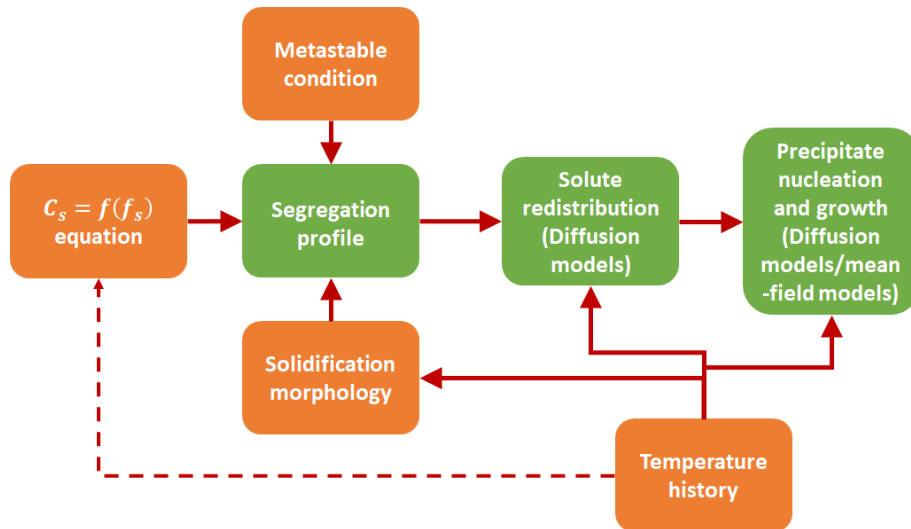 Metastable
condition
C_s = f(f_s)
equation
Segregation
profile
Solute
redistribution
(Diffusion
models)
Precipitate
nucleation
and growth
(Diffusion
models/mean
-field models)
Solidification
morphology
Temperature
history